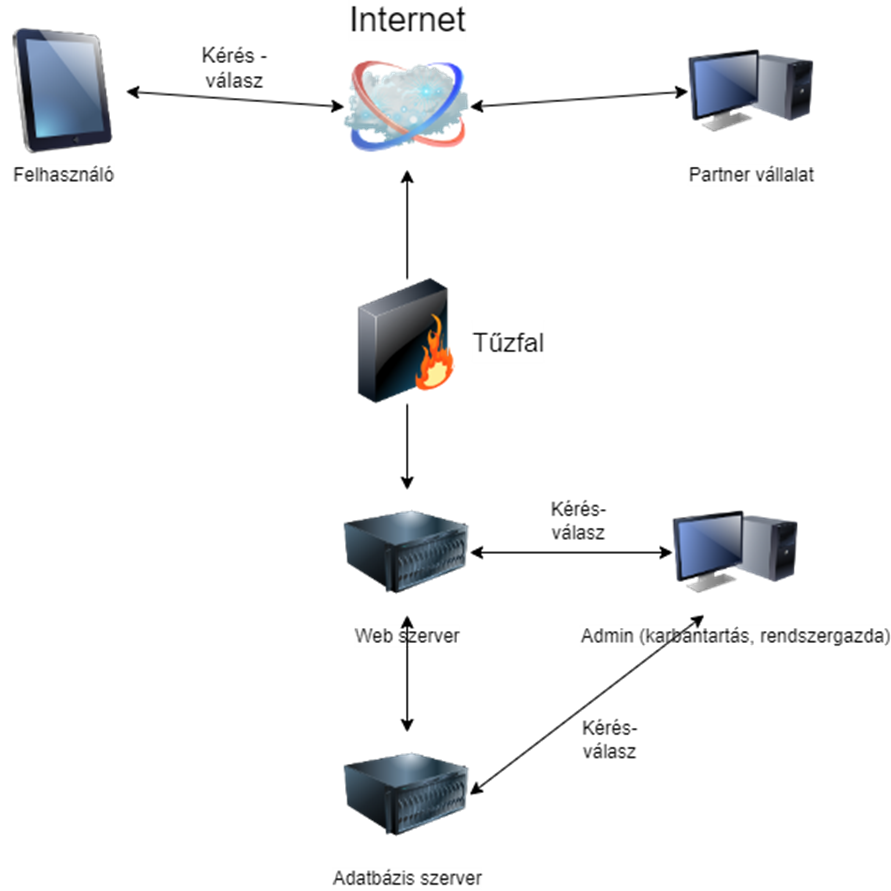 Internet
Kérés -
válasz
Felhasználó
Partner vállalat
Tűzfal
Kérés-
válasz
Web szerver
Admin (karbantartás, rendszergazda)
Kérés-
válasz
Adatbázis szerver